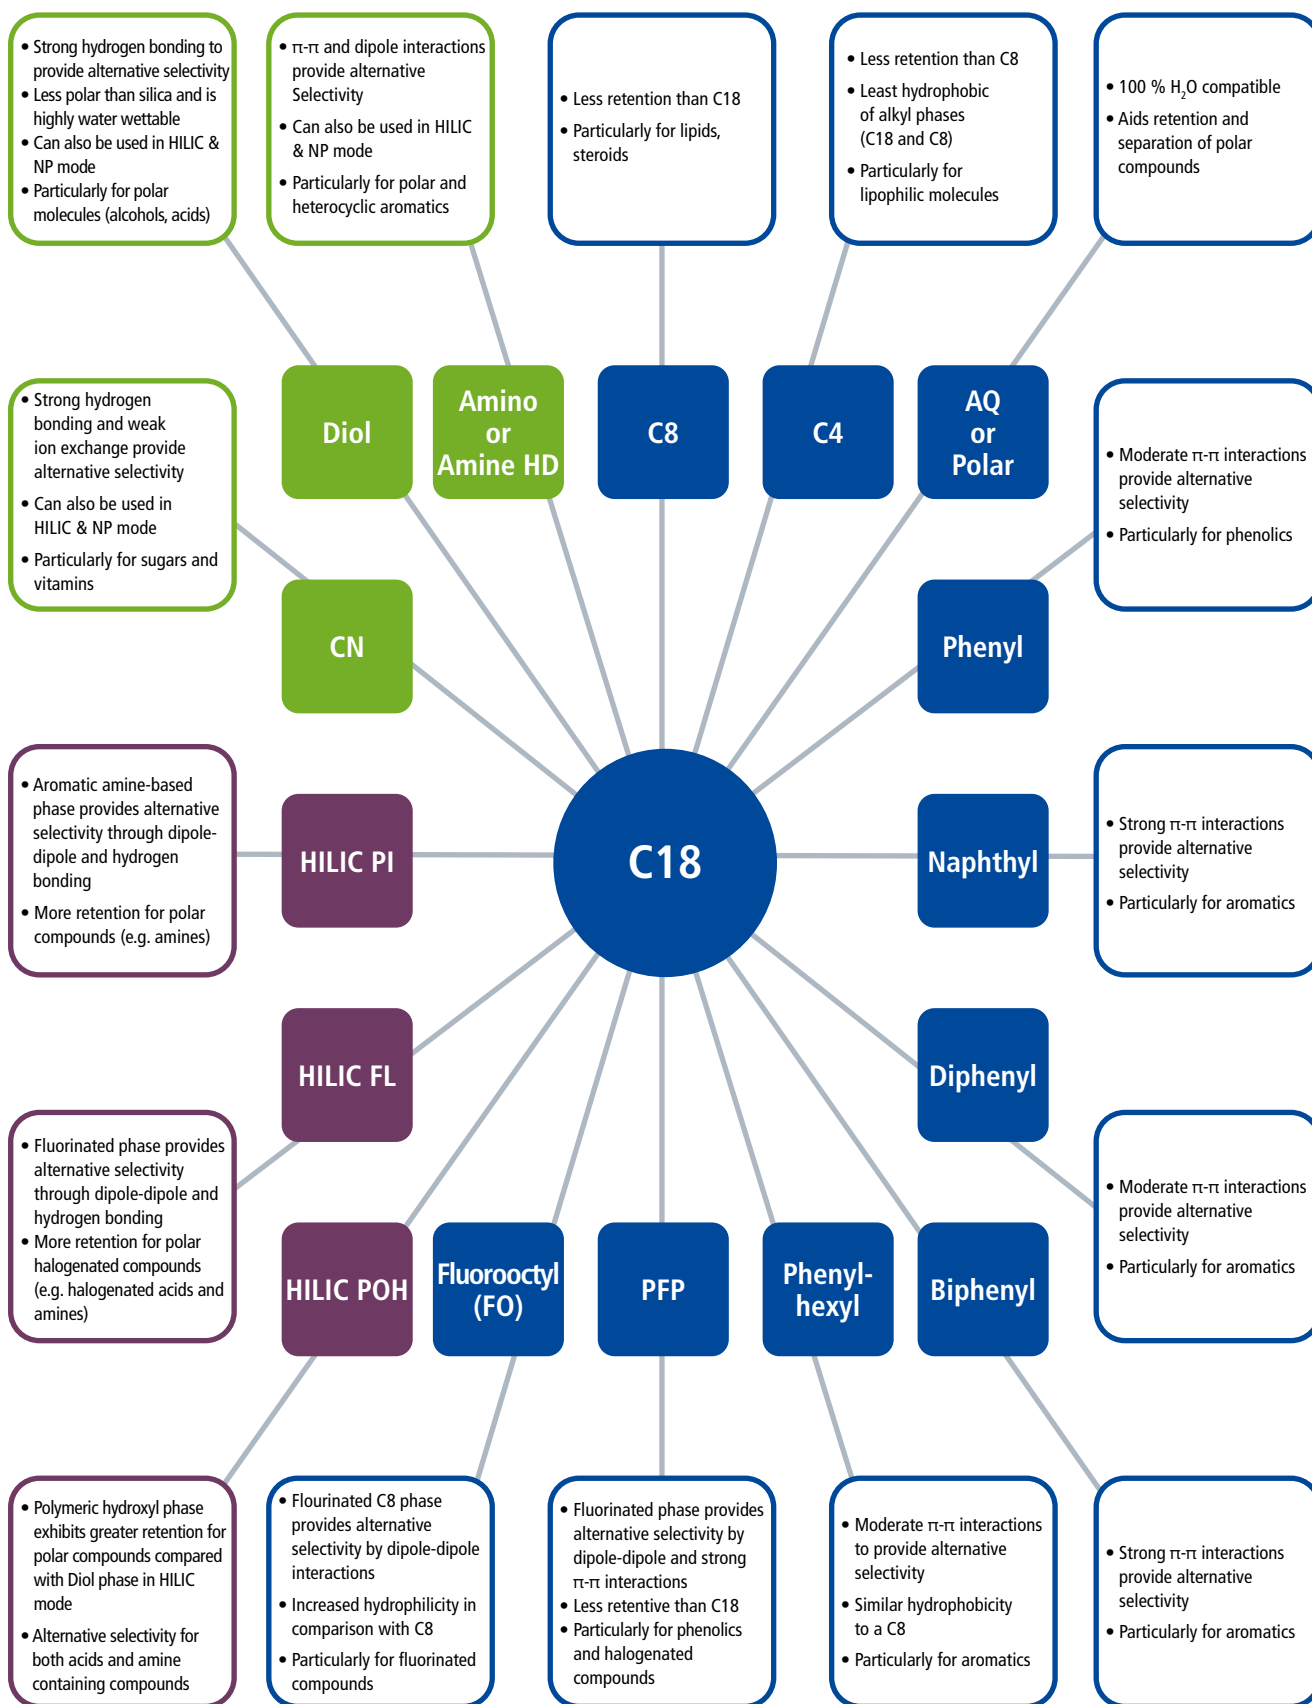 • Strong hydrogen bonding to
provide alternative selectivity
• Less polar than silica and is
highly water wettable
• Can also be used in HILIC &
NP mode
• Particularly for polar
molecules (alcohols, acids)
• π-π and dipole interactions
provide alternative
Selectivity
• Can also be used in HILIC
& NP mode
• Particularly for polar and
heterocyclic aromatics
• Less retention than C18
• Particularly for lipids,
steroids
• Less retention than C8
• Least hydrophobic
of alkyl phases
(C18 and C8)
• Particularly for
lipophilic molecules
• 100 % H₂O compatible
• Aids retention and
separation of polar
compounds
Diol
Amino
or
Amine HD
C8
C4
AQ
or
Polar
• Strong hydrogen
bonding and weak
ion exchange provide
alternative selectivity
• Can also be used in
HILIC & NP mode
• Particularly for sugars and
vitamins
• Moderate π-π interactions
provide alternative
selectivity
• Particularly for phenolics
CN
Phenyl
• Aromatic amine-based
phase provides alternative
selectivity through dipole-
dipole and hydrogen
bonding
• More retention for polar
compounds (e.g. amines)
HILIC PI
C18
Naphthyl
• Strong π-π interactions
provide alternative
selectivity
• Particularly for aromatics
HILIC FL
Diphenyl
• Fluorinated phase provides
alternative selectivity
through dipole-dipole and
hydrogen bonding
• More retention for polar
halogenated compounds
(e.g. halogenated acids and
amines)
• Moderate π-π interactions
provide alternative
selectivity
• Particularly for aromatics
HILIC POH
Fluorooctyl
(FO)
PFP
Phenyl-
hexyl
Biphenyl
• Polymeric hydroxyl phase
exhibits greater retention for
polar compounds compared
with Diol phase in HILIC
mode
• Alternative selectivity for
both acids and amine
containing compounds
• Flourinated C8 phase
provides alternative
selectivity by dipole-dipole
interactions
• Increased hydrophilicity in
comparison with C8
• Particularly for fluorinated
compounds
• Fluorinated phase provides
alternative selectivity by
dipole-dipole and strong
π-π interactions
• Less retentive than C18
• Particularly for phenolics
and halogenated
compounds
• Moderate π-π interactions
to provide alternative
selectivity
• Similar hydrophobicity
to a C8
• Particularly for aromatics
• Strong π-π interactions
provide alternative
selectivity
• Particularly for aromatics